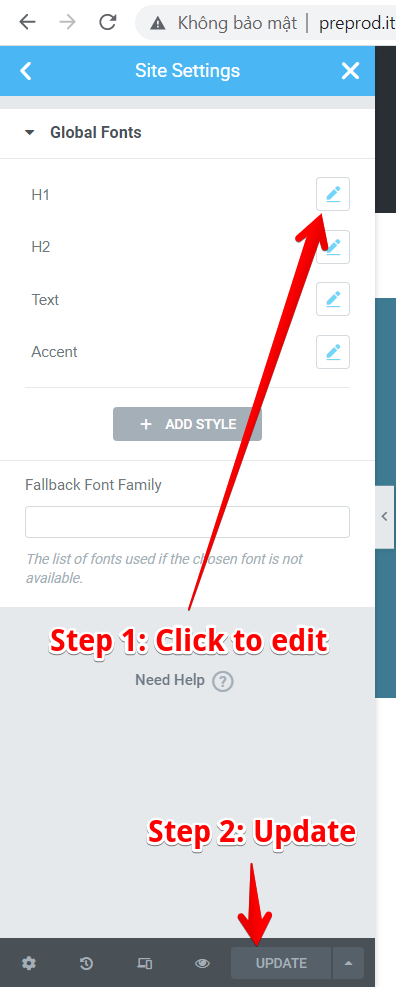 Không bảo mật | preprod.it
Site Settings
Global Fonts
H1
H2
Text
Accent
+ ADD STYLE
Fallback Font Family
The list of fonts used if the chosen font is not
available.
Step 1: Click to edit
Need Help ?
Step 2: Update
UPDATE